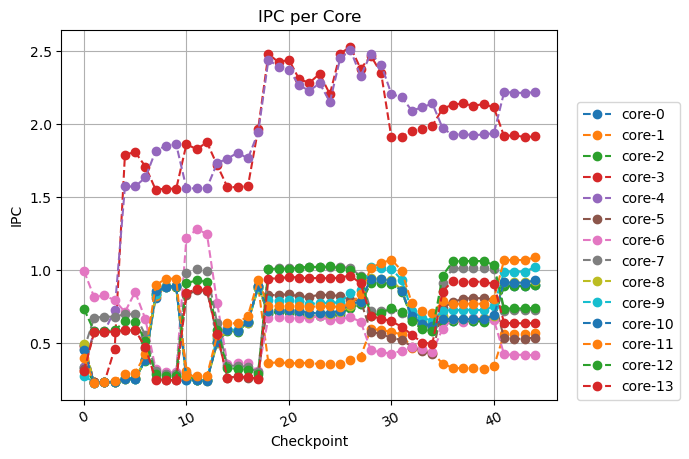 IPC per Core
IPC
2.5
2.0
1.5
1.0
0.5
0
10
20
30
40
Checkpoint
core-0
core-1
core-2
core-3
core-4
core-5
core-6
core-7
core-8
core-9
core-10
core-11
core-12
core-13